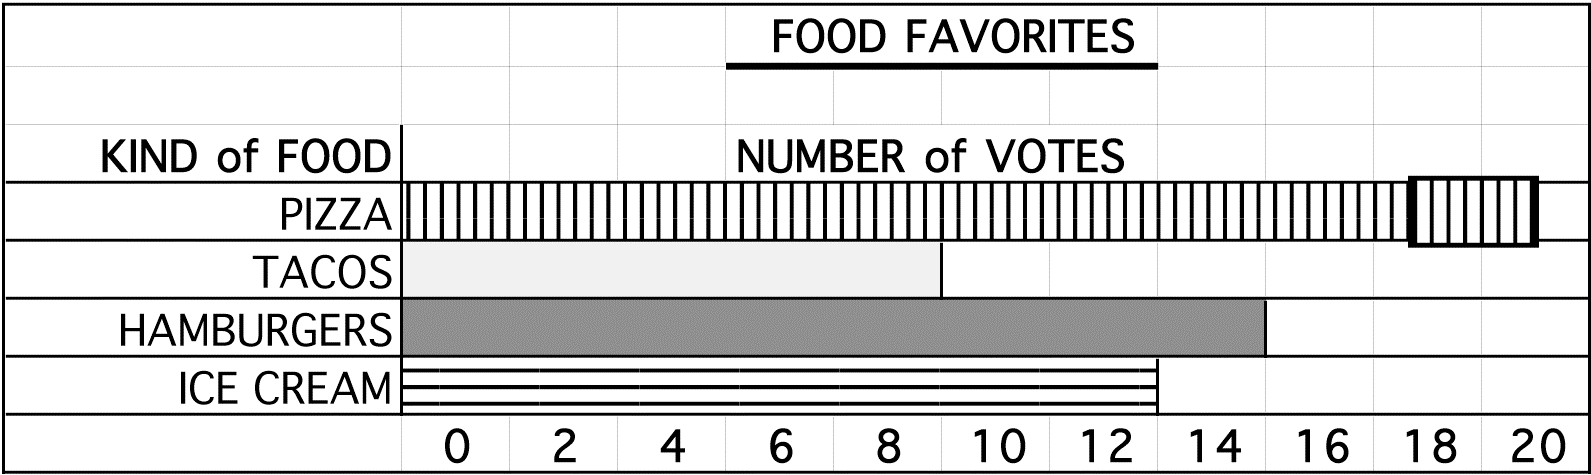 FOOD FAVORITES
KIND of FOOD NUMBER of VOTES
PIZZA
TACOS
HAMBURGERS
ICE CREAM
0 2 4 6 8 10 12 14 16 18 20